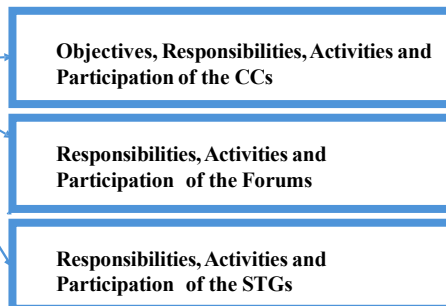 Objectives, Responsibilities, Activities and
Participation of the CCs
Responsibilities, Activities and
Participation of the Forums
Responsibilities, Activities and
Participation of the STGs